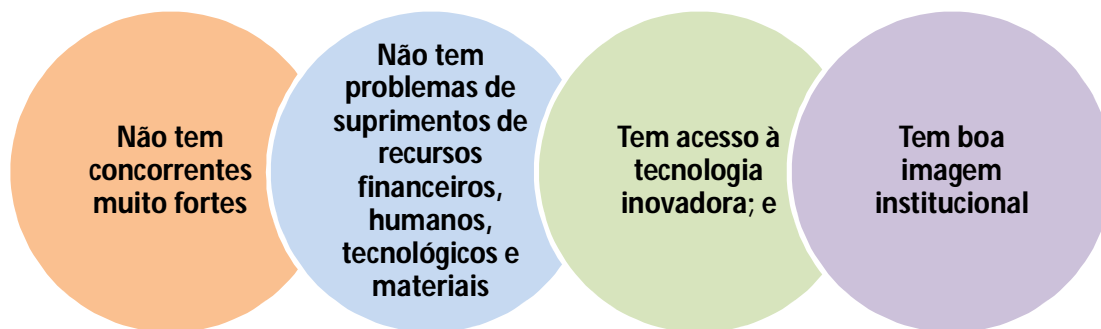 Não tem
concorrentes
muito fortes
Não tem
problemas de
suprimentos de
recursos
financeiros,
humanos,
tecnológicos e
materiais
Tem acesso à
tecnologia
inovadora; e
Tem boa
imagem
institucional